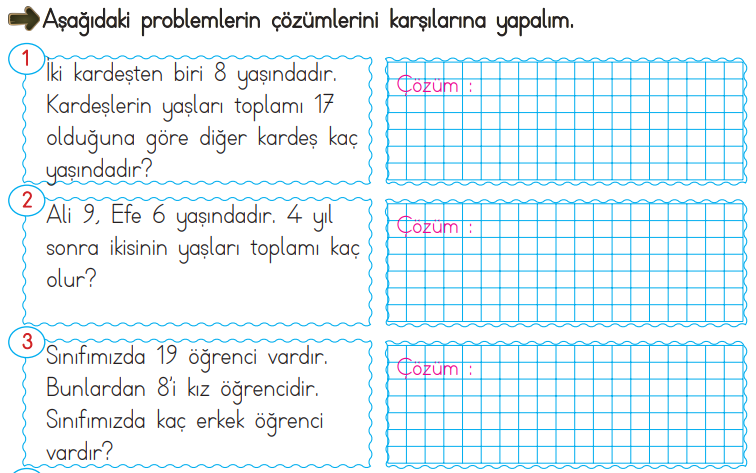 Aşağıdaki problemlerin çözümlerini karşılarına yapalım.
1
İki kardeşten biri 8 yaşındadır.
Kardeşlerin yaşları toplamı 17
olduğuna göre diğer kardeş kaç
yaşındadır?
Çözüm :
2
Ali 9, Efe 6 yaşındadır. 4 yıl
sonra ikisinin yaşları toplamı kaç
olur?
Çözüm :
3
Sınıfımızda 19 öğrenci vardır.
Bunlardan 8'i kız öğrencidir.
Sınıfımızda kaç erkek öğrenci
vardır?
Çözüm :